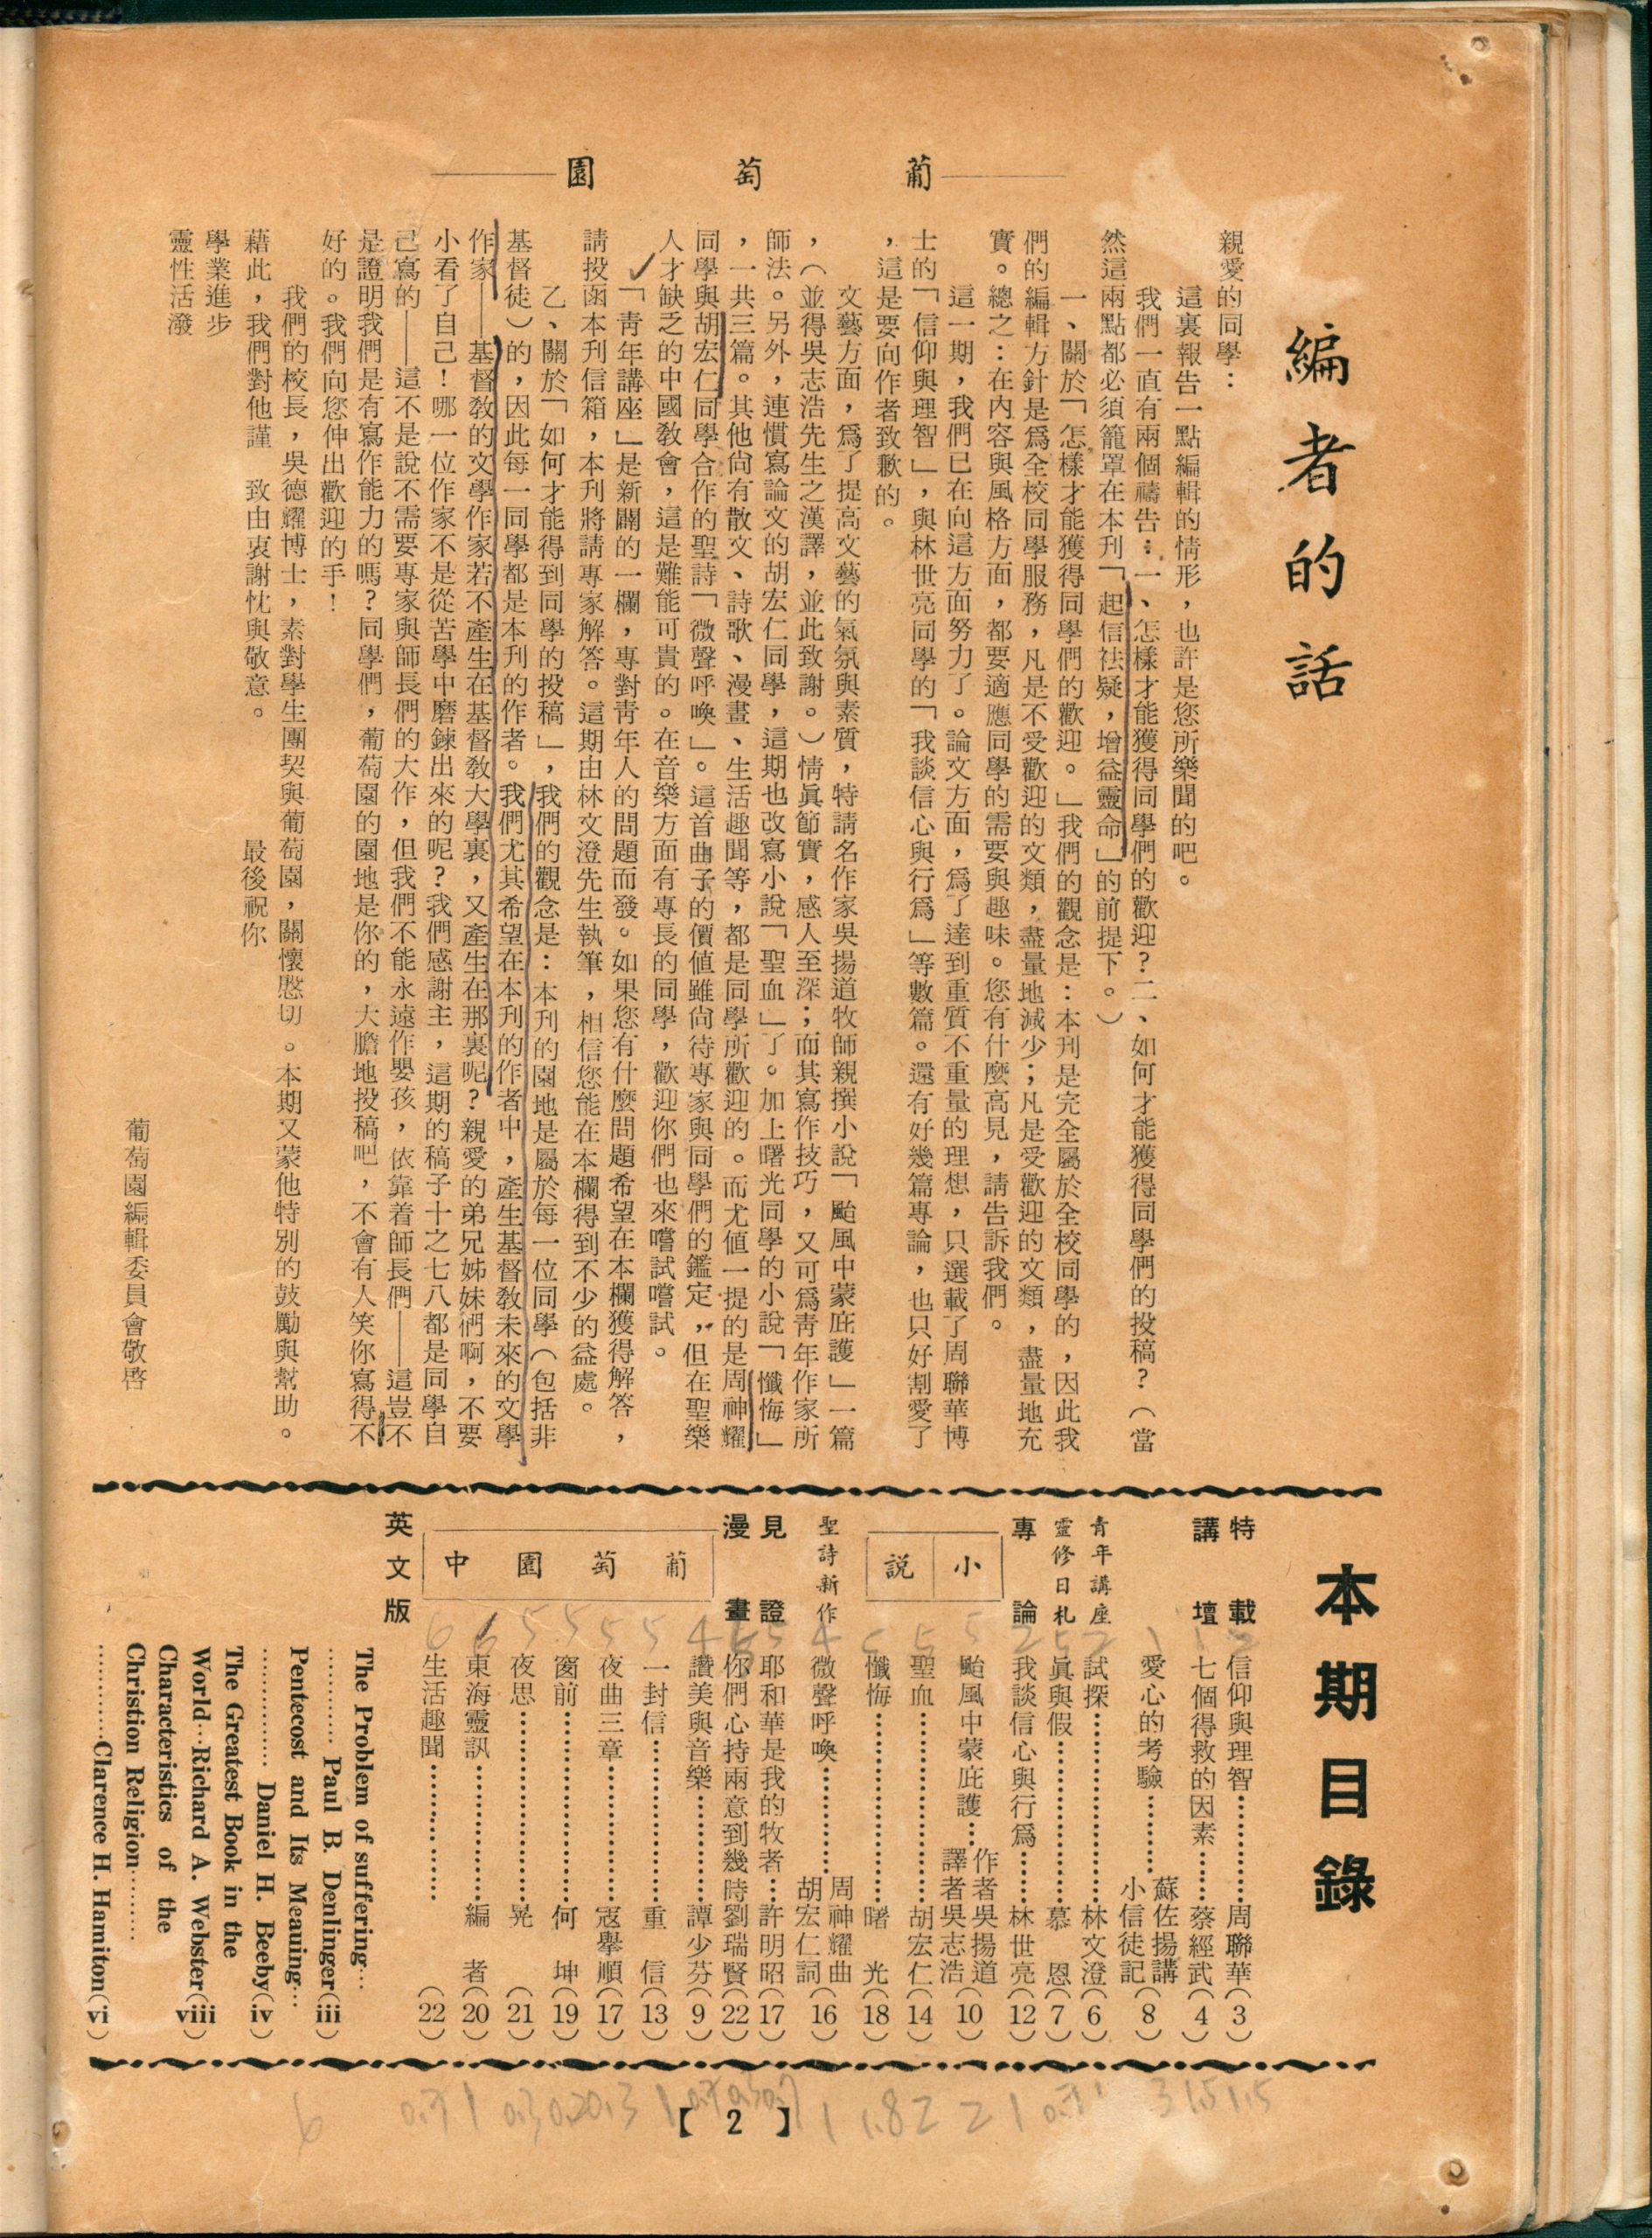 葡萄園
編者的話
親愛的同學：
這裏報告一點編輯的情形，也許是您所樂聞的吧。
我們一直有兩個禱告：一、怎樣才能獲得同學們的歡迎？二、如何才能獲得同學們的投稿？（當
然這兩點都必須籠罩在本刊「起信祛疑，增益靈命」的前提下。）
一、關於「怎樣才能獲得同學們的歡迎。」我們的觀念是：本刊是完全屬於全校同學的，因此我
們的編輯方針是爲全校同學服務，凡是不受歡迎的文類，盡量地減少；凡是受歡迎的文類，盡量地充
實。總之：在內容與風格方面，都要適應同學的需要與趣味。您有什麼高見，請告訴我們。
這一期，我們已在向這方面努力了。論文方面，爲了達到重質不重量的理想，只選載了周聯華博
士的「信仰與理智」，與林世亮同學的「我談信心與行爲」等數篇。還有好幾篇專論，也只好割愛了
，這是要向作者致歉的。
文藝方面，爲了提高文藝的氣氛與素質，特請名作家吳揚道牧師親撰小說「颱風中蒙庇護」一篇
，（並得吳志浩先生之漢譯，並此致謝。）情眞節實，感人至深；而其寫作技巧，又可爲青年作家所
師法。另外，連慣寫論文的胡宏仁同學，這期也改寫小說「聖血」了。加上曙光同學的小說「懺悔」
，一共三篇。其他尙有散文、詩歌、漫畫、生活趣聞等，都是同學所歡迎的。而尤値一提的是周神耀
同學與胡宏仁同學合作的聖詩「微聲呼喚」。這首曲子的價値雖尙待專家與同學們的鑑定，但在聖樂
人才缺乏的中國敎會，這是難能可貴的。在音樂方面有專長的同學，歡迎你們也來嚐試嚐試。
「青年講座」是新闢的一欄，專對青年人的問題而發。如果您有什麼問題希望在本欄獲得解答，
請投函本刊信箱，本刊將請專家解答。這期由林文澄先生執筆，相信您能在本欄得到不少的益處。
乙、關於「如何才能得到同學的投稿」，我們的觀念是：本刊的園地是屬於每一位同學（包括非
基督徒）的，因此每一同學都是本刊的作者。我們尤其希望在本刊的作者中，產生基督敎未來的文學
作家——基督敎的文學作家若不產生在基督敎大學裏，又產生在那裏呢？親愛的弟兄姊妹們啊，不要
小看了自己！哪一位作家不是從苦學中磨鍊出來的呢？我們感謝主，這期的稿子十之七八都是同學自
己寫的——這不是說不需要專家與師長們的大作，但我們不能永遠作嬰孩，依靠着師長們——這豈不
是證明我們是有寫作能力的嗎？同學們，葡萄園的園地是你的，大膽地投稿吧，不會有人笑你寫得不
好的。我們向您伸出歡迎的手！
我們的校長，吳德耀博士，素對學生團契與葡萄園，關懷慇切。本期又蒙他特別的鼓勵與幫助。
藉此，我們對他謹　致由衷謝忱與敬意。　最後祝你
學業進步
靈性活潑
葡萄園編輯委員會敬啓
本期目錄
特載　信仰與理智…………周聯華（3）
講壇　七個得救的因素……蔡經武（4）
愛心的考驗…………蘇佐揚講　小信徒記（8）
青年講座　試探…………林文澄（6）
靈修日札　眞與假…………慕恩（7）
專論　我談信心與行爲……林世亮（12）
小說　颱風中蒙庇護…作者吳揚道　譯者吳志浩（10）
聖血…………胡宏仁（14）
懺悔…………曙光（18）
聖詩新作　微聲呼喚…………周神耀曲　胡宏仁詞（16）
見證　耶和華是我的牧者…許明昭（17）
漫畫　你們心持兩意到幾時劉瑞賢（22）
葡萄園中
讚美與音樂…………譚少芬（9）
一封信…………重信（13）
夜曲三章…………寇擧順（17）
窗前…………何坤（19）
夜思…………晃（21）
東海靈訊…………編者（20）
生活趣聞…………（22）
英文版
The Problem of suffering…
………… Paul B. Denlinger（iii）
Pentecost and Its Meauing…
………… Daniel H. Beeby（iv）
The Greatest Book in the
World…Richard A. Webster（viii）
Characteristics of the
Christion Religion………
…………Clarence H. Hamiton（vi）
【2】